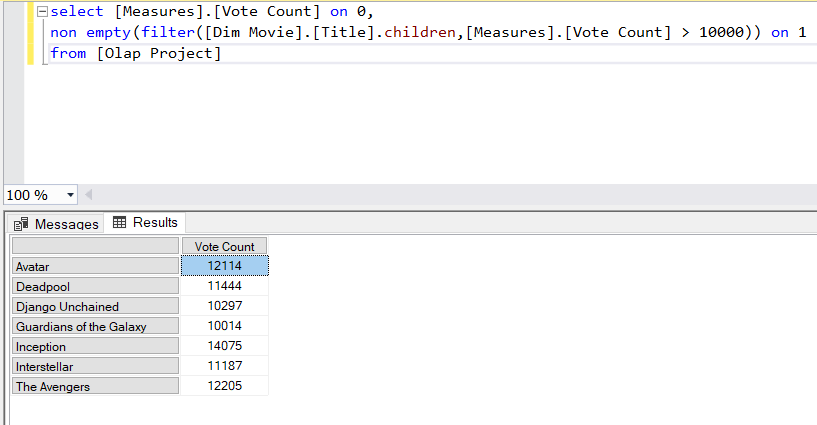 select [Measures].[Vote Count] on 0,
non empty(filter([Dim Movie].[Title].children,[Measures].[Vote Count] > 10000)) on 1
from [Olap Project]
100 %
Messages Results
Vote Count
Avatar 12114
Deadpool 11444
Django Unchained 10297
Guardians of the Galaxy 10014
Inception 14075
Interstellar 11187
The Avengers 12205